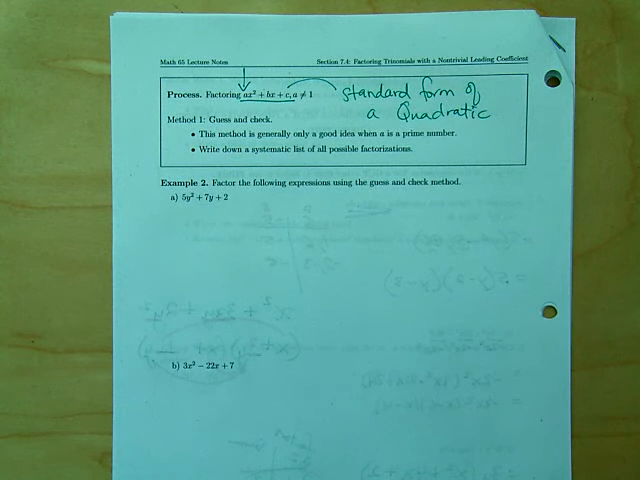 Math 65 Lecture Notes Section 7.4: Factoring Trinomials with a Nontrivial Leading Coefficient
Process. Factoring ax² + bx + c, a ≠ 1 standard form of
a Quadratic
Method 1: Guess and check.
• This method is generally only a good idea when a is a prime number.
• Write down a systematic list of all possible factorizations.
Example 2. Factor the following expressions using the guess and check method.
a) 5y² + 7y + 2
b) 3x² − 22x + 7